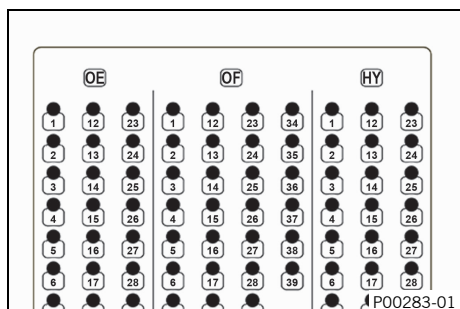 OE OF HY
1 12 23 1 12 23 34 1 12 23
2 13 24 2 13 24 35 2 13 24
3 14 25 3 14 25 36 3 14 25
4 15 26 4 15 26 37 4 15 26
5 16 27 5 16 27 38 5 16 27
6 17 28 6 17 28 39 6 17 28
P00283-01